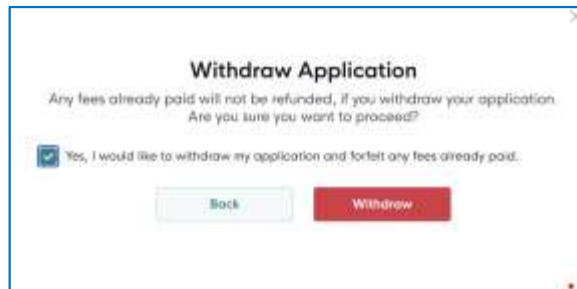 Withdraw Application
Any fees already paid will not be refunded, if you withdraw your application.
Are you sure you want to proceed?
Yes, I would like to withdraw my application and forfeit any fees already paid.
Back
Withdraw